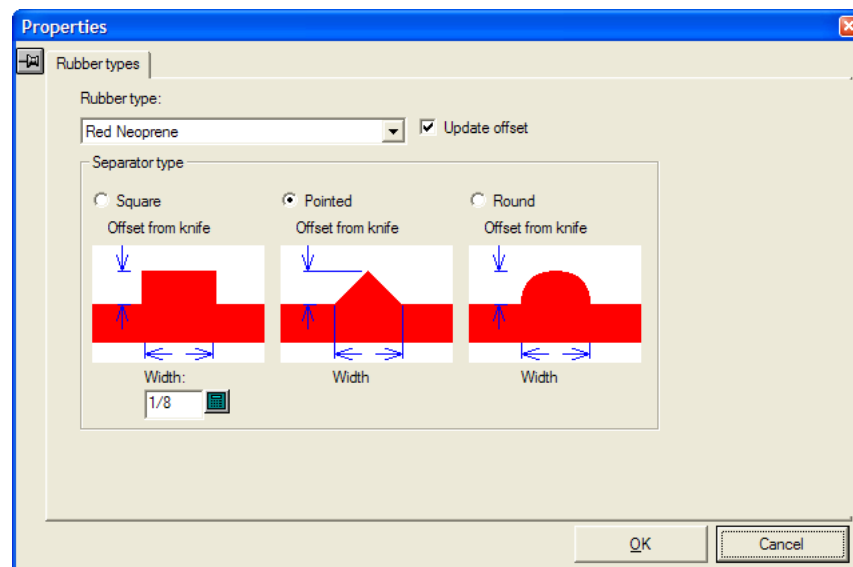 Properties
Rubber types
Rubber type:
Red Neoprene
Update offset
Separator type
Square
Pointed
Round
Offset from knife
Offset from knife
Offset from knife
Width:
Width
Width
1/8
OK
Cancel